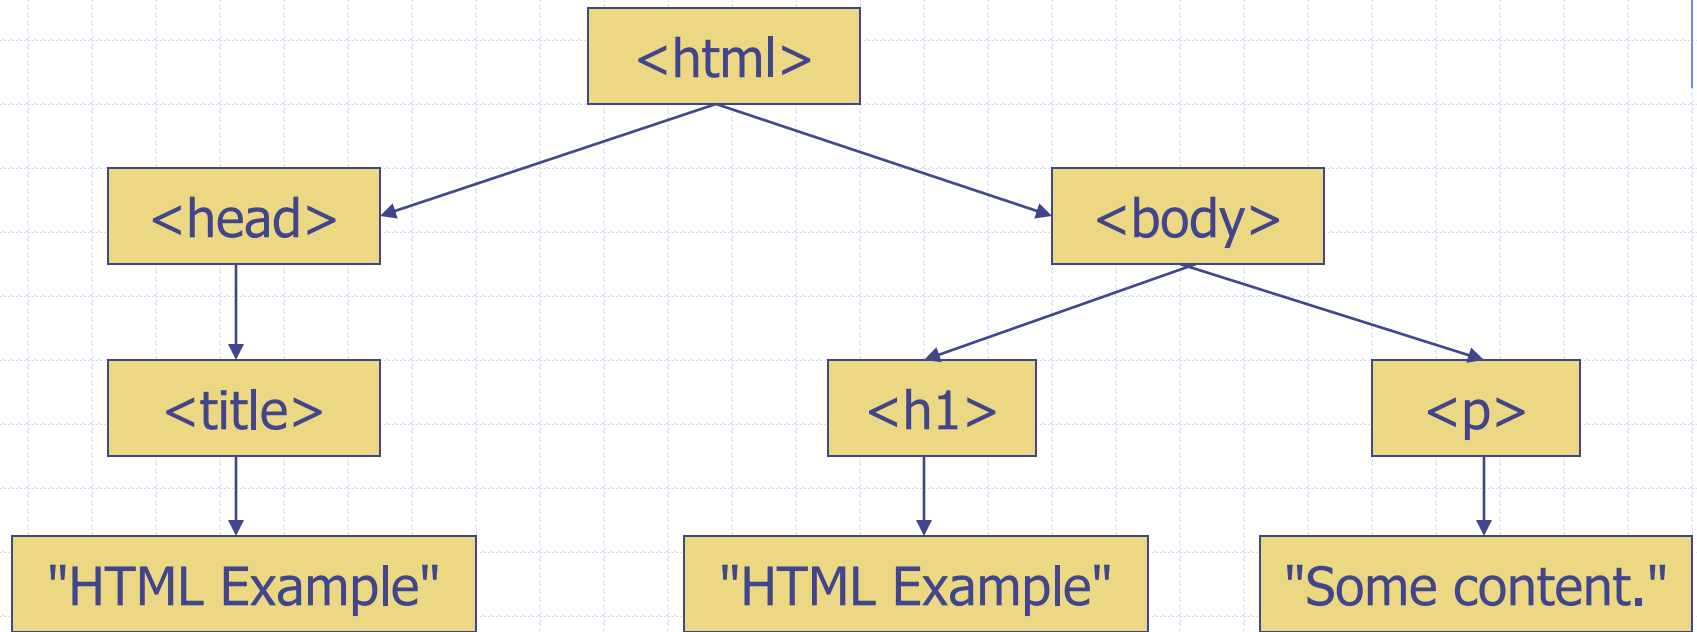 <html>
<head>
<body>
<title>
<h1>
<p>
"HTML Example"
"HTML Example"
"Some content."